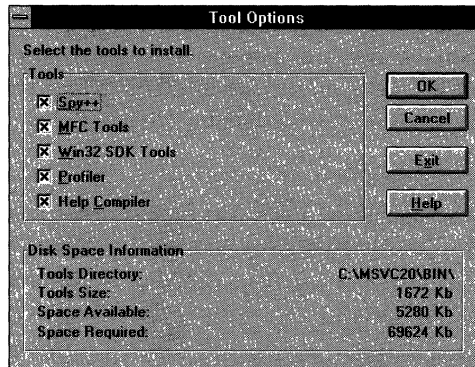 Tool Options
Select the tools to install.
Tools
Spy++
MFC Tools
Win32 SDK Tools
Profiler
Help Compiler
OK
Cancel
Exit
Help
Disk Space Information
Tools Directory: C:\MSVC20\BIN\
Tools Size: 1672 Kb
Space Available: 5280 Kb
Space Required: 69624 Kb